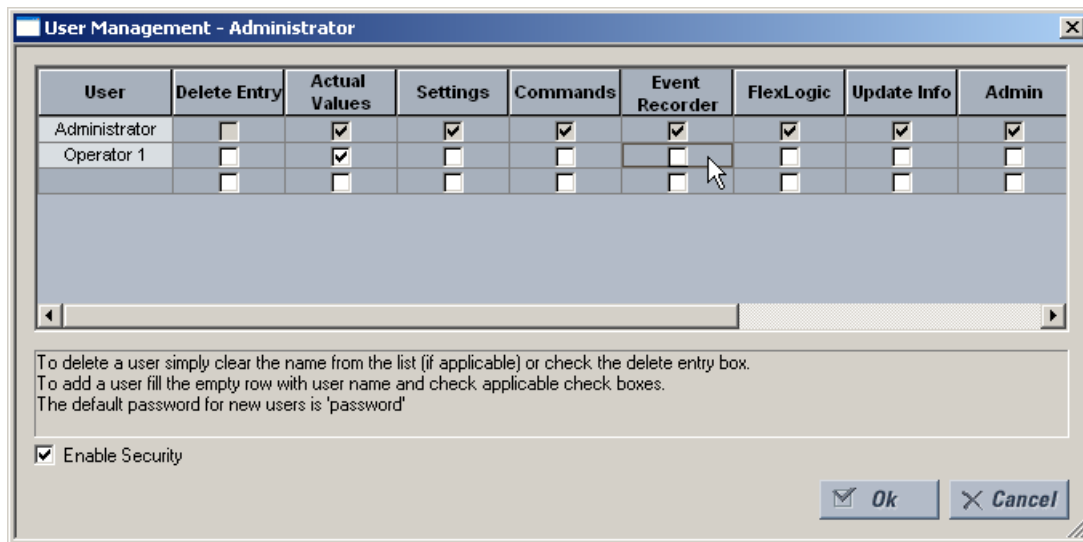 User Management - Administrator
User Delete Entry Actual Values Settings Commands Event Recorder FlexLogic Update Info Admin
Administrator
Operator 1
To delete a user simply clear the name from the list (if applicable) or check the delete entry box.
To add a user fill the empty row with user name and check applicable check boxes.
The default password for new users is 'password'
Enable Security
Ok Cancel